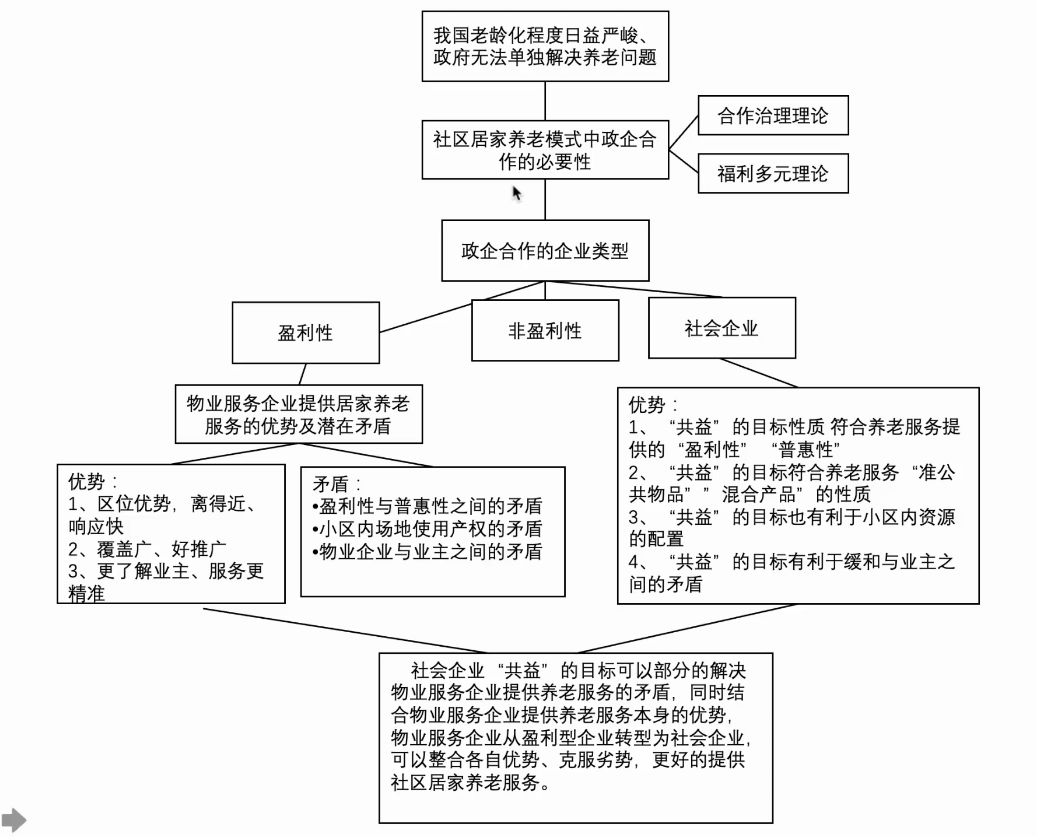 我国老龄化程度日益严峻、
政府无法单独解决养老问题
社区居家养老模式中政企合
作的必要性
合作治理理论
福利多元理论
政企合作的企业类型
盈利性
非盈利性
社会企业
物业服务企业提供居家养老
服务的优势及潜在矛盾
优势：
1、区位优势，离得近、
响应快
2、覆盖广、好推广
3、更了解业主、服务更
精准
矛盾：
•盈利性与普惠性之间的矛盾
•小区内场地使用产权的矛盾
•物业企业与业主之间的矛盾
优势：
1、“共益”的目标性质 符合养老服务提
供的“盈利性” “普惠性”
2、“共益”的目标符合养老服务“准公
共物品”” 混合产品”的性质
3、“共益”的目标也有利于小区内资源
的配置
4、“共益”的目标有利于缓和与业主之
间的矛盾
社会企业“共益”的目标可以部分的解决
物业服务企业提供养老服务的矛盾，同时结
合物业服务企业提供养老服务本身的优势，
物业服务企业从盈利型企业转型为社会企业，
可以整合各自优势、克服劣势，更好的提供
社区居家养老服务。